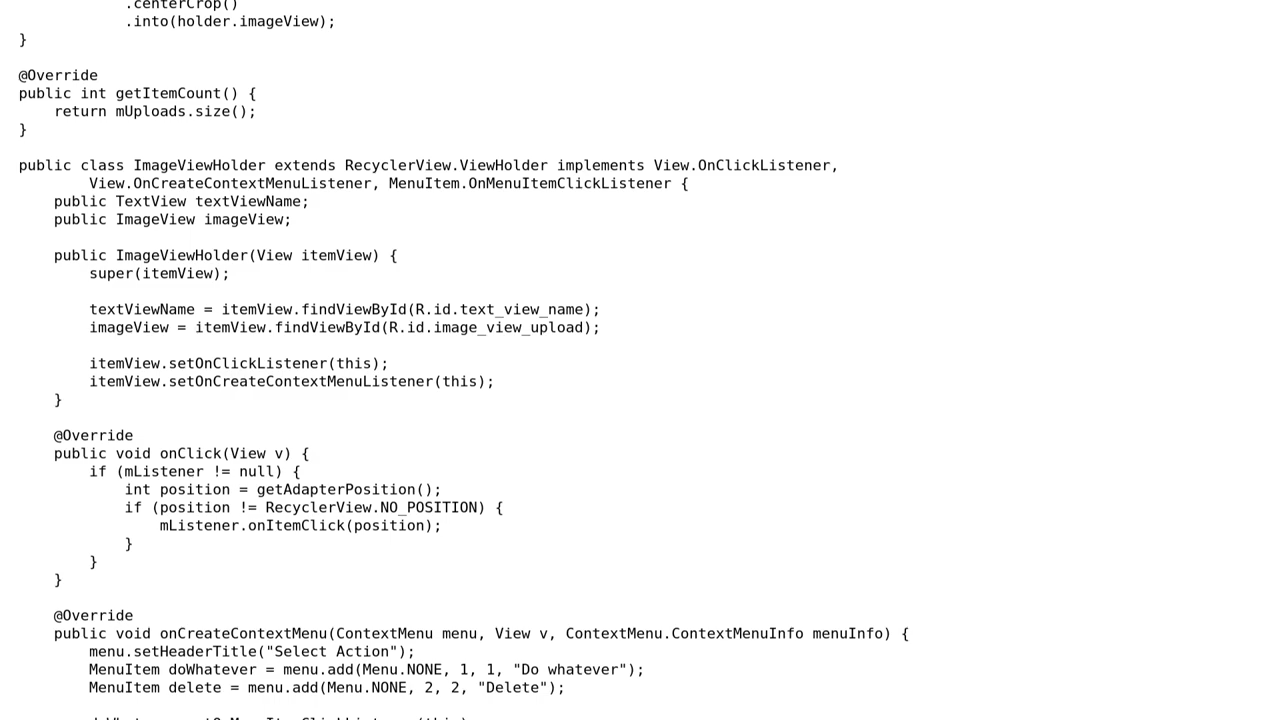 .centerCrop()
.into(holder.imageView);
}
@Override
public int getItemCount() {
return mUploads.size();
}
public class ImageViewHolder extends RecyclerView.ViewHolder implements View.OnClickListener,
View.OnCreateContextMenuListener, MenuItem.OnMenuItemClickListener {
public TextView textViewName;
public ImageView imageView;
public ImageViewHolder(View itemView) {
super(itemView);
textViewName = itemView.findViewById(R.id.text_view_name);
imageView = itemView.findViewById(R.id.image_view_upload);
itemView.setOnClickListener(this);
itemView.setOnCreateContextMenuListener(this);
}
@Override
public void onClick(View v) {
if (mListener != null) {
int position = getAdapterPosition();
if (position != RecyclerView.NO_POSITION) {
mListener.onItemClick(position);
}
}
}
@Override
public void onCreateContextMenu(ContextMenu menu, View v, ContextMenu.ContextMenuInfo menuInfo) {
menu.setHeaderTitle("Select Action");
MenuItem doWhatever = menu.add(Menu.NONE, 1, 1, "Do whatever");
MenuItem delete = menu.add(Menu.NONE, 2, 2, "Delete");